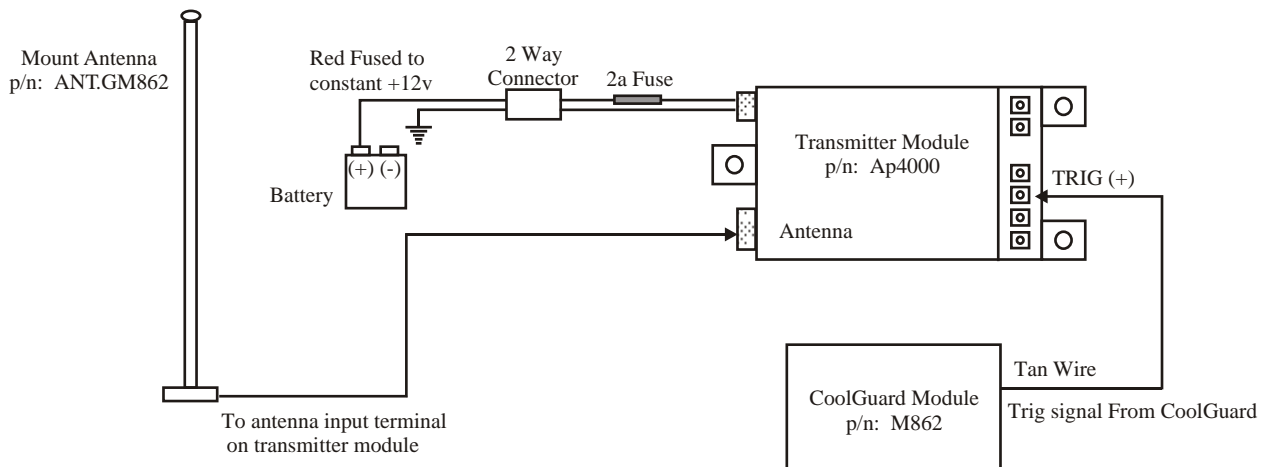 Mount Antenna
p/n: ANT.GM862
Red Fused to
constant +12v
2 Way
Connector
2a Fuse
(+) (-)
Battery
Transmitter Module
p/n: Ap4000
TRIG (+)
Antenna
To antenna input terminal
on transmitter module
CoolGuard Module
p/n: M862
Tan Wire
Trig signal From CoolGuard